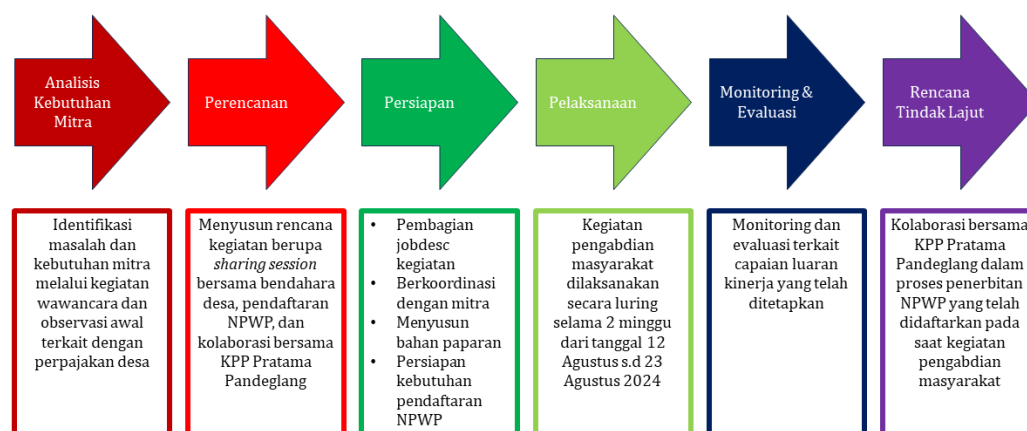 Analisis
Kebutuhan
Mitra
Perencanan
Persiapan
Pelaksanaan
Monitoring &
Evaluasi
Rencana
Tindak Lajut
Identifikasi
masalah dan
kebutuhan mitra
melalui kegiatan
wawancara dan
observasi awal
terkait dengan
perpajakan desa
Menyusun rencana
kegiatan berupa
sharing session
bersama bendahara
desa, pendaftaran
NPWP, dan
kolaborasi bersama
KPP Pratama
Pandeglang
• Pembagian
jobdesc
kegiatan
• Berkoordinasi
dengan mitra
• Menyusun
bahan paparan
• Persiapan
kebutuhan
pendaftaran
NPWP
Kegiatan
pengabdian
masyarakat
dilaksanakan
secara luring
selama 2 minggu
dari tanggal 12
Agustus s.d 23
Agustus 2024
Monitoring dan
evaluasi terkait
capaian luaran
kinerja yang telah
ditetapkan
Kolaborasi bersama
KPP Pratama
Pandeglang dalam
proses penerbitan
NPWP yang telah
didaftarkan pada
saat kegiatan
pengabdian
masyarakat